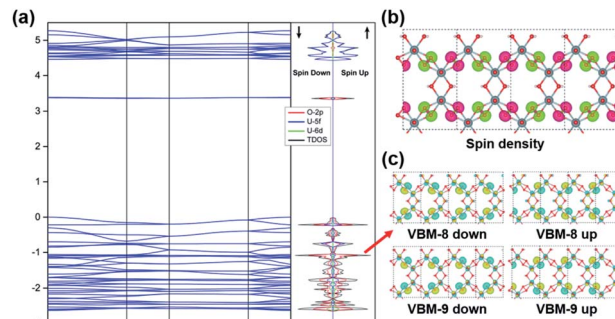 (a)
5
4
3
2
1
0
-1
-2
Spin Down
Spin Up
O-2p
U-5f
U-6d
TDOS
(b)
Spin density
(c)
VBM-8 down
VBM-8 up
VBM-9 down
VBM-9 up